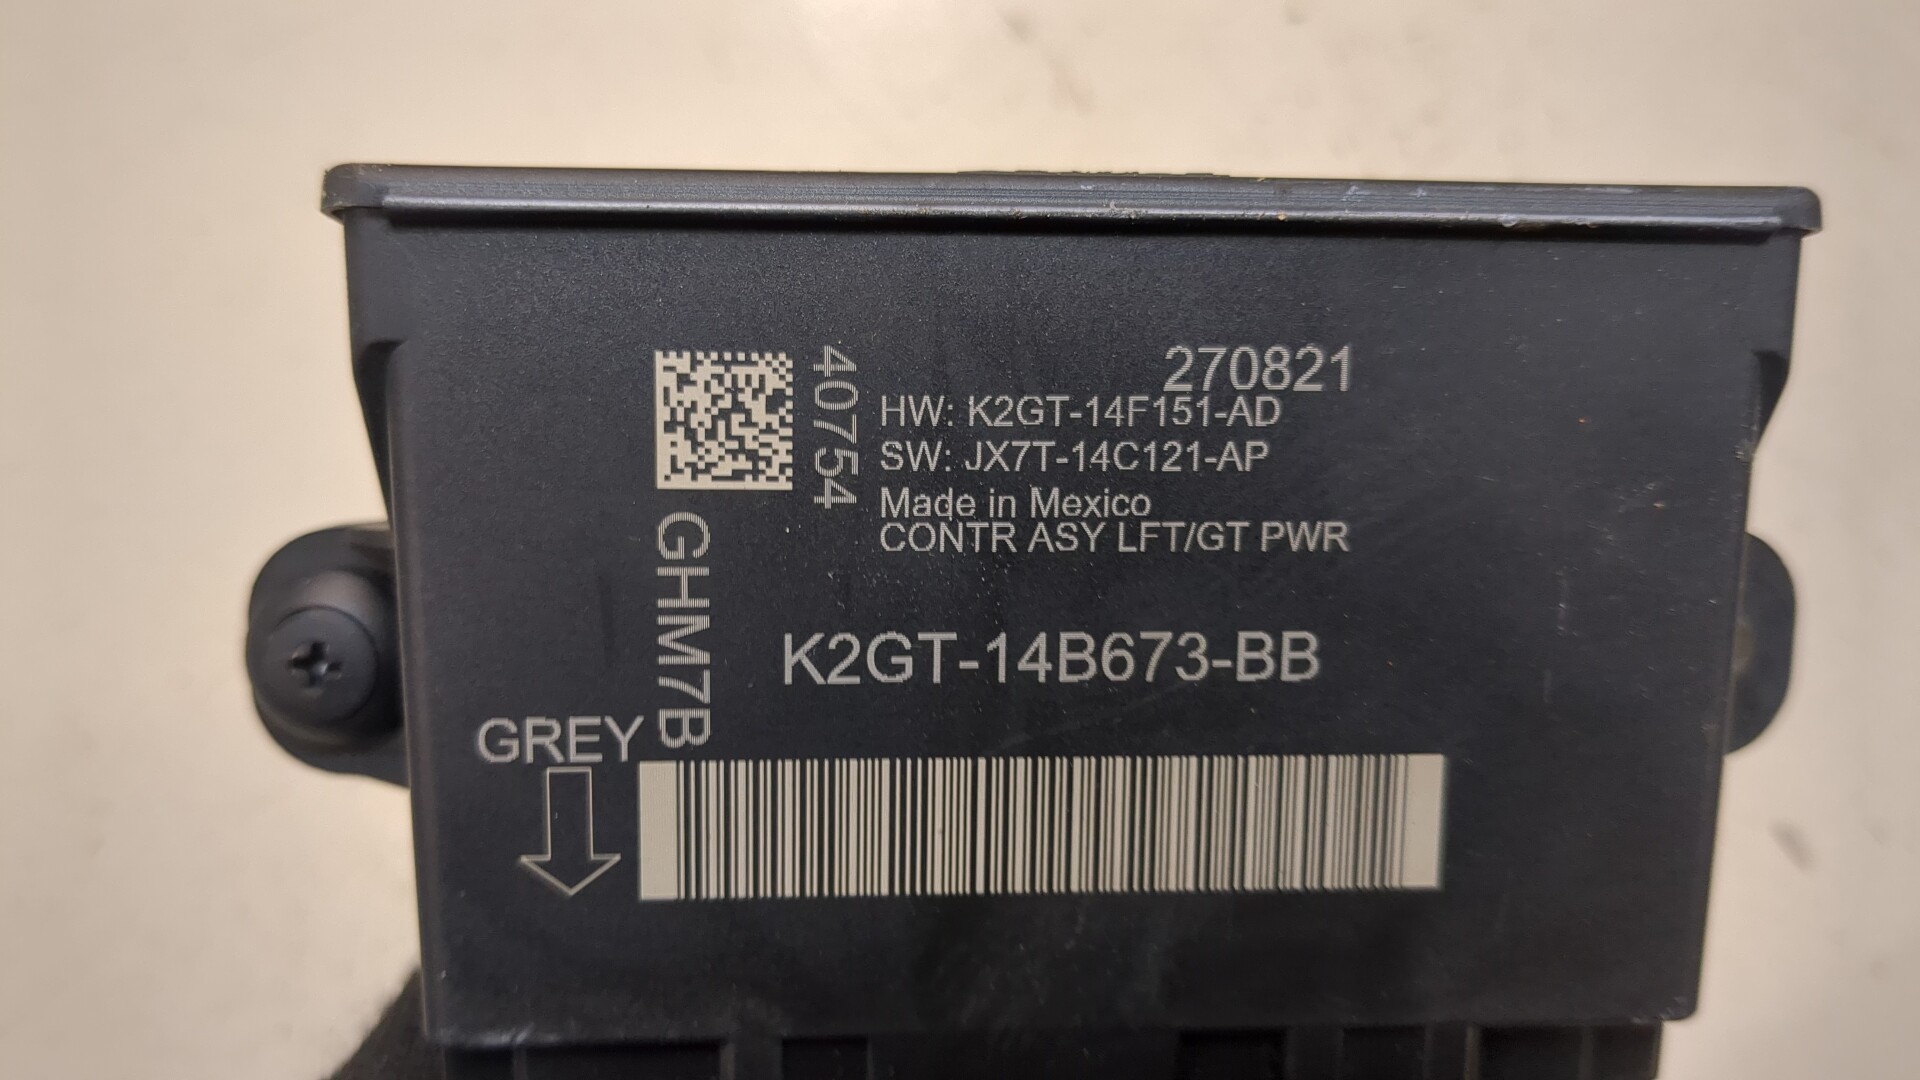 270821
40754
HW: K2GT-14F151-AD
SW: JX7T-14C121-AP
Made in Mexico
CONTR ASY LFT/GT PWR
GHM7B
K2GT-14B673-BB
GREY